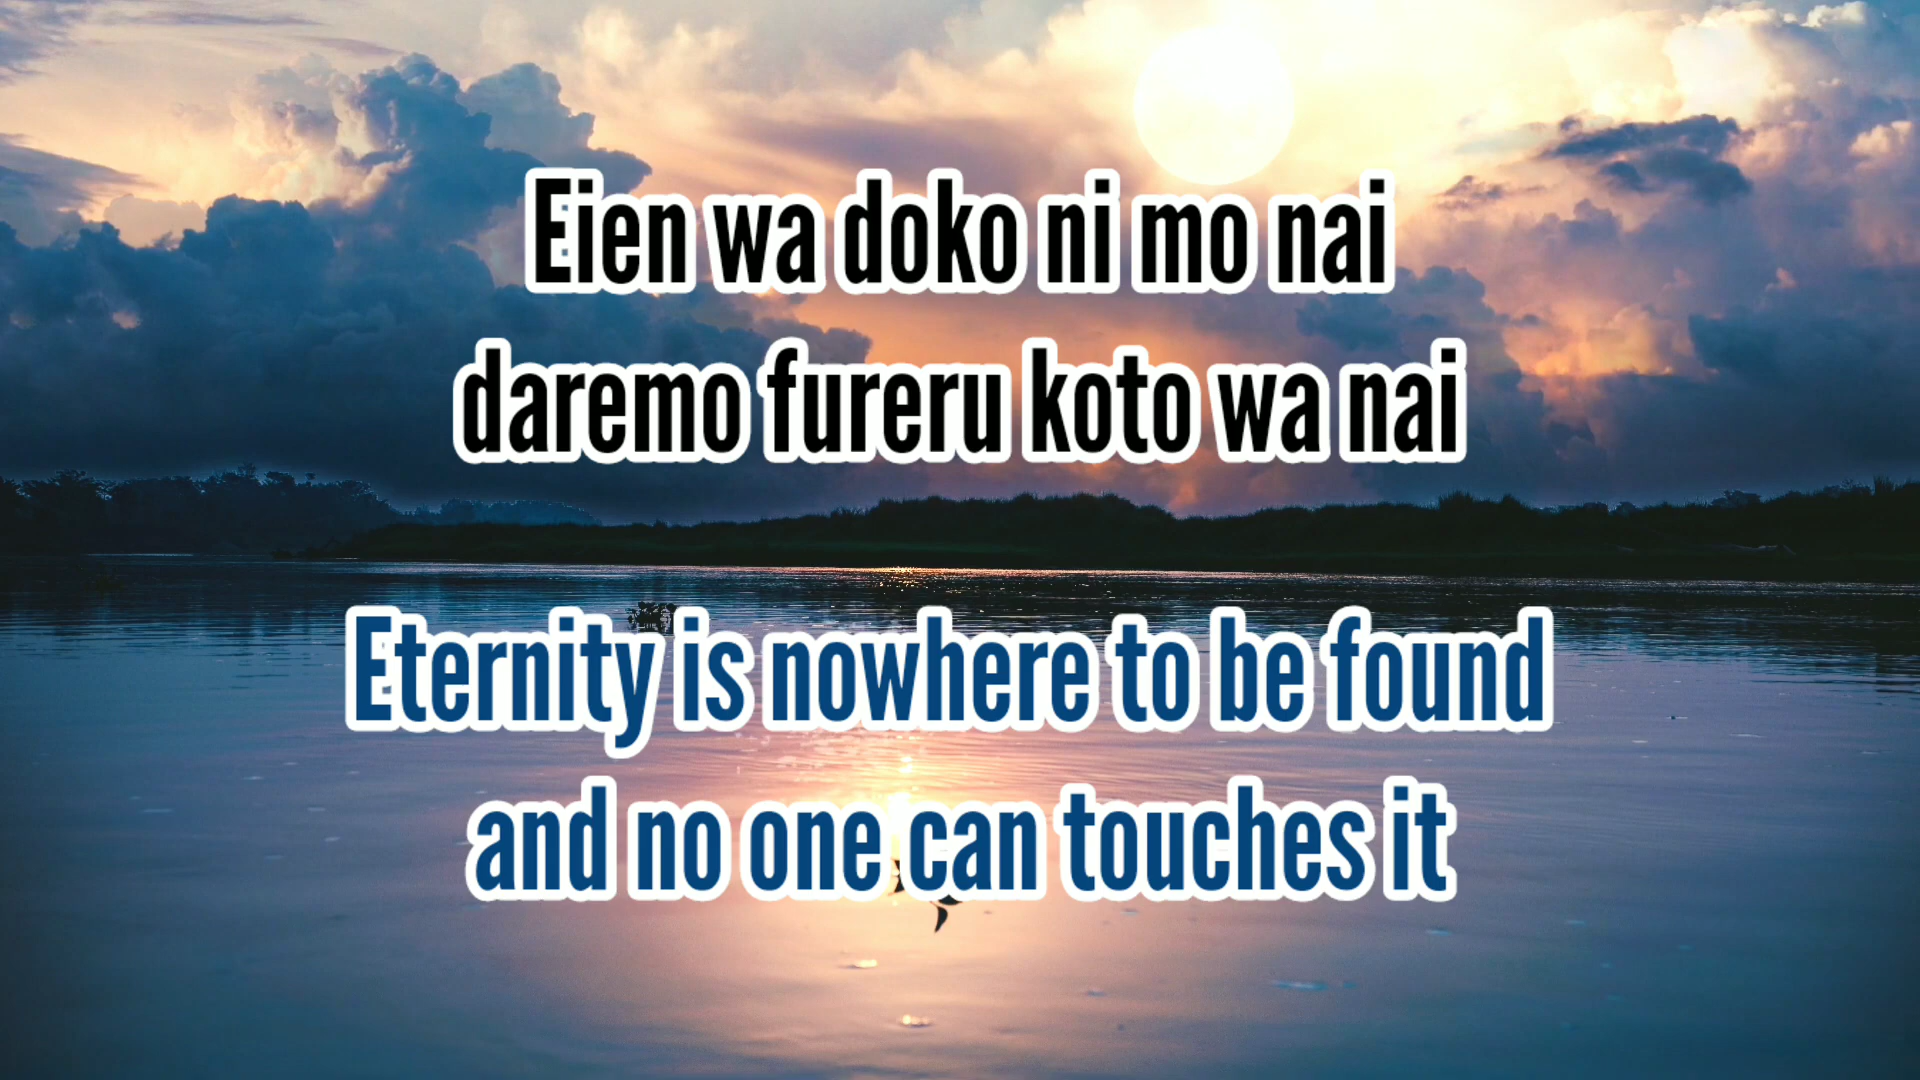 Eien wa doko ni mo nai
daremo fureru koto wa nai
Eternity is nowhere to be found
and no one can touches it